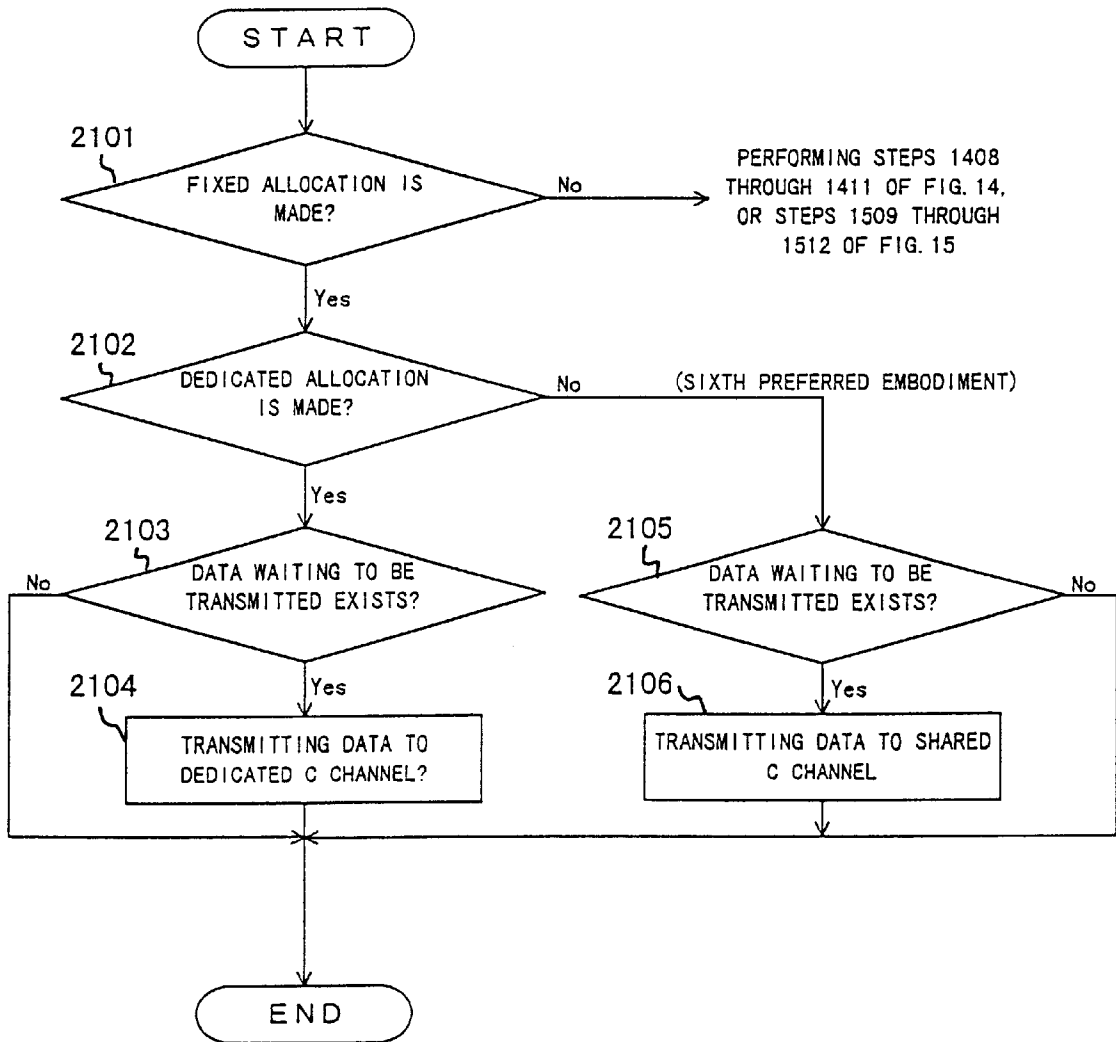 START
2101
FIXED ALLOCATION IS
MADE?
No
PERFORMING STEPS 1408
THROUGH 1411 OF FIG. 14,
OR STEPS 1509 THROUGH
1512 OF FIG. 15
Yes
2102
DEDICATED ALLOCATION
IS MADE?
No
(SIXTH PREFERRED EMBODIMENT)
Yes
2103
DATA WAITING TO BE
TRANSMITTED EXISTS?
No
2105
DATA WAITING TO BE
TRANSMITTED EXISTS?
No
Yes
2104
TRANSMITTING DATA TO
DEDICATED C CHANNEL?
Yes
2106
TRANSMITTING DATA TO SHARED
C CHANNEL
END